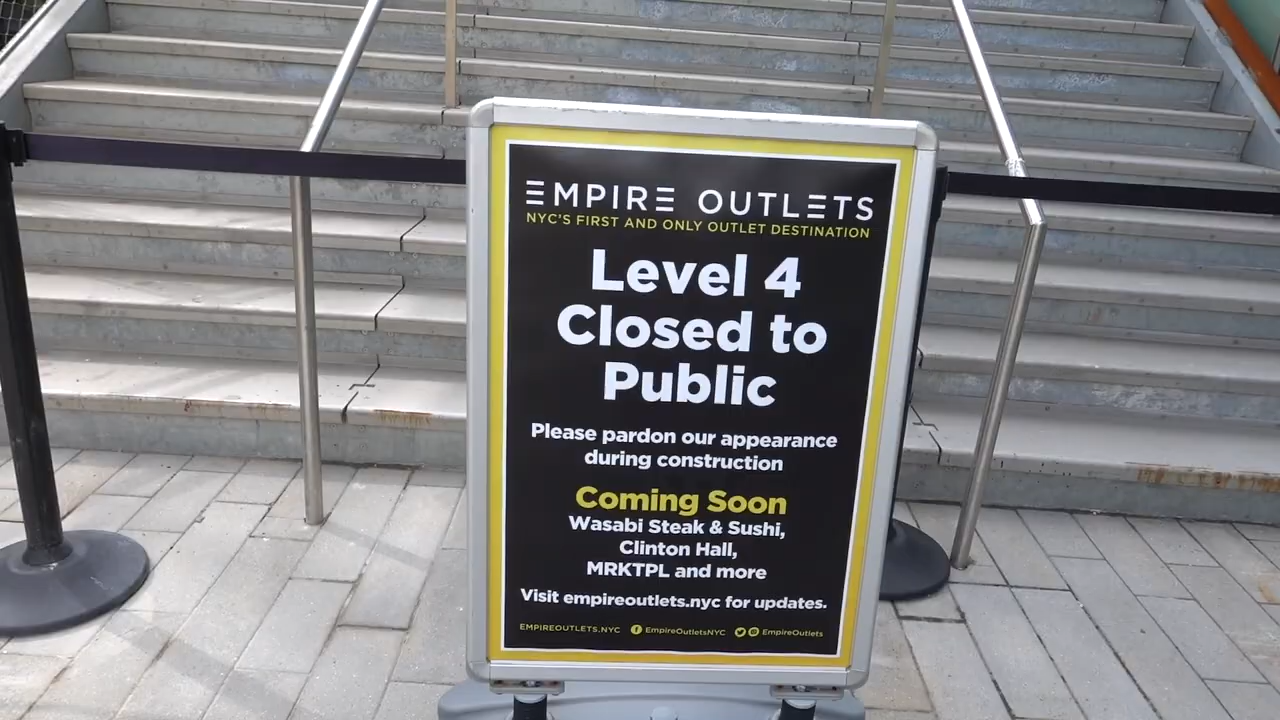 EMPIRE OUTLETS
NYC'S FIRST AND ONLY OUTLET DESTINATION
Level 4
Closed to
Public
Please pardon our appearance
during construction
Coming Soon
Wasabi Steak & Sushi,
Clinton Hall,
MRKTPL and more
Visit empireoutlets.nyc for updates.
EMPIREOUTLETS.NYC EmpireOutletsNYC EmpireOutlets